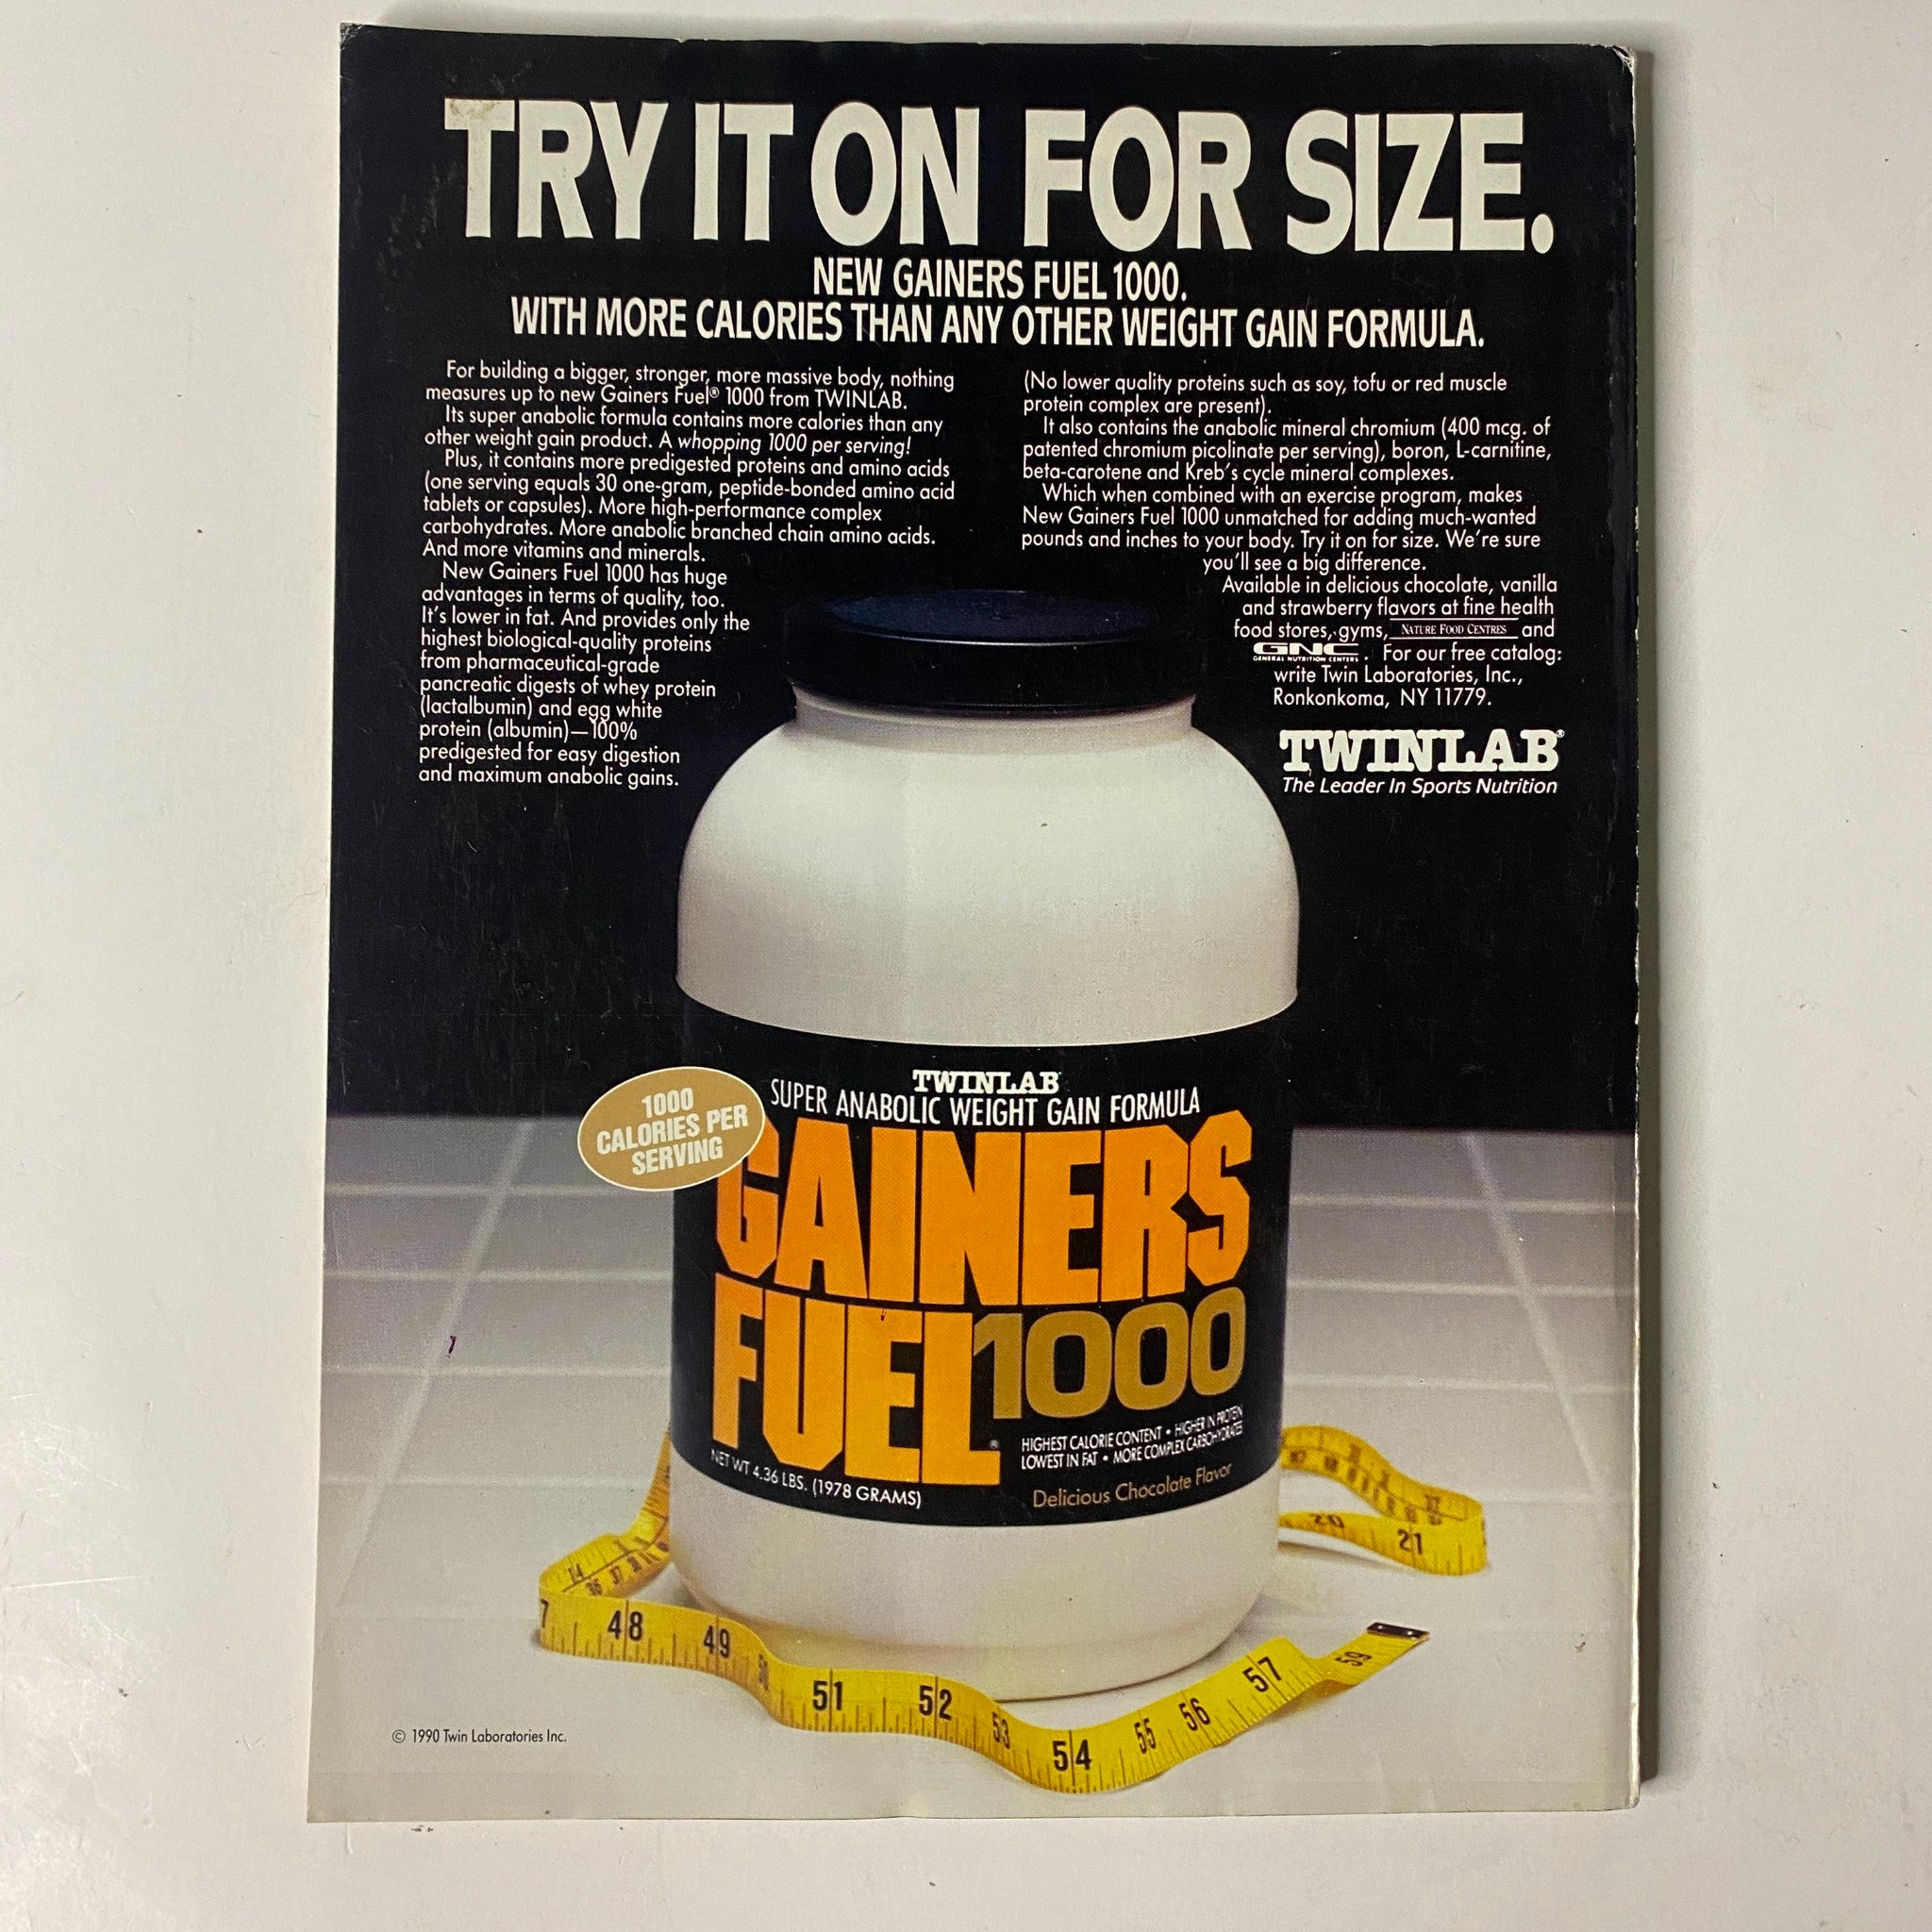 TRY IT ON FOR SIZE.
NEW GAINERS FUEL 1000.
WITH MORE CALORIES THAN ANY OTHER WEIGHT GAIN FORMULA.
For building a bigger, stronger, more massive body, nothing
measures up to new Gainers Fuel® 1000 from TWINLAB.
Its super anabolic formula contains more calories than any
other weight gain product. A whopping 1000 per serving!
Plus, it contains more predigested proteins and amino acids
(one serving equals 30 one-gram, peptide-bonded amino acid
tablets or capsules). More high-performance complex
carbohydrates. More anabolic branched chain amino acids.
And more vitamins and minerals.
New Gainers Fuel 1000 has huge
advantages in terms of quality, too.
It's lower in fat. And provides only the
highest biological-quality proteins
from pharmaceutical-grade
pancreatic digests of whey protein
(lactalbumin) and egg white
protein (albumin)—100%
predigested for easy digestion
and maximum anabolic gains.
(No lower quality proteins such as soy, tofu or red muscle
protein complex are present).
It also contains the anabolic mineral chromium (400 mcg. of
patented chromium picolinate per serving), boron, L-carnitine,
beta-carotene and Kreb's cycle mineral complexes.
Which when combined with an exercise program, makes
New Gainers Fuel 1000 unmatched for adding much-wanted
pounds and inches to your body. Try it on for size. We're sure
you'll see a big difference.
Available in delicious chocolate, vanilla
and strawberry flavors at fine health
food stores, gyms, NATURE FOOD CENTRES and
GNC GENERAL NUTRITION CENTERS. For our free catalog:
write Twin Laboratories, Inc.,
Ronkonkoma, NY 11779.
TWINLAB®
The Leader In Sports Nutrition
TWINLAB
SUPER ANABOLIC WEIGHT GAIN FORMULA
1000
CALORIES PER
SERVING
GAINERS
FUEL®1000
HIGHEST CALORIE CONTENT • HIGHER IN PROTEIN
LOWEST IN FAT • MORE COMPLEX CARBOHYDRATES
NET WT 4.36 LBS. (1978 GRAMS)
Delicious Chocolate Flavor
20 21
14
36 37
7 48 49 50 51 52 53 54 55 56 57 59
© 1990 Twin Laboratories Inc.